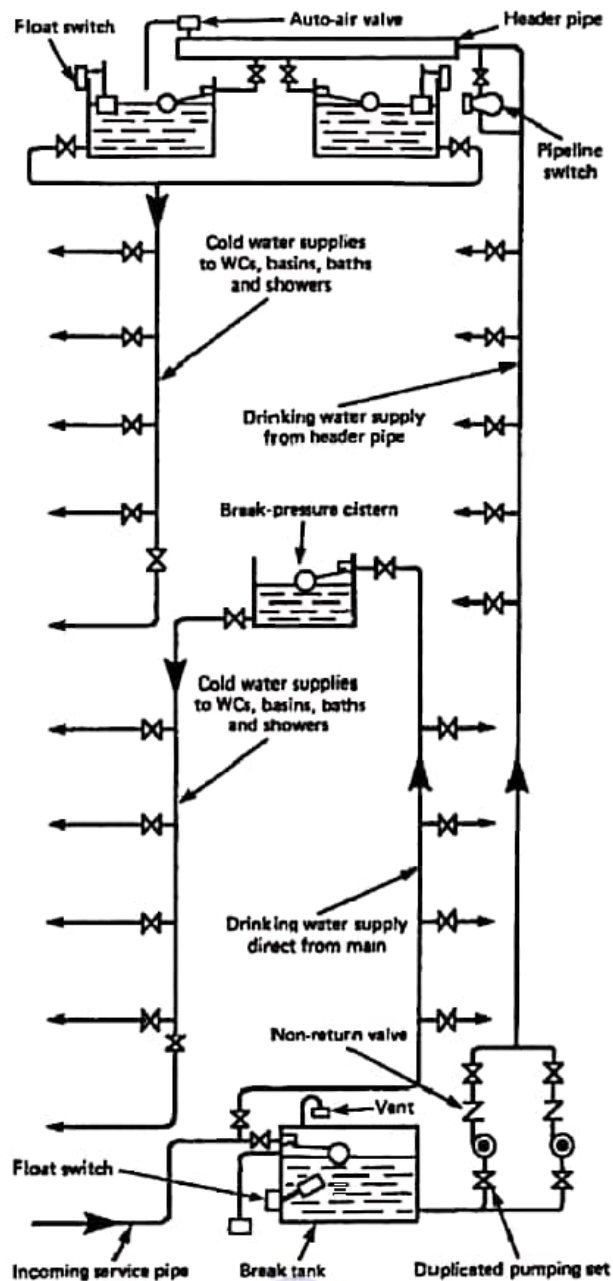 Auto-air valve
Header pipe
Float switch
Pipeline
switch
Cold water supplies
to WCs, basins, baths
and showers
Drinking water supply
from header pipe
Break-pressure cistern
Cold water supplies
to WCs, basins, baths
and showers
Drinking water supply
direct from main
Non-return valve
Vent
Float switch
Incoming service pipe
Break tank
Duplicated pumping set